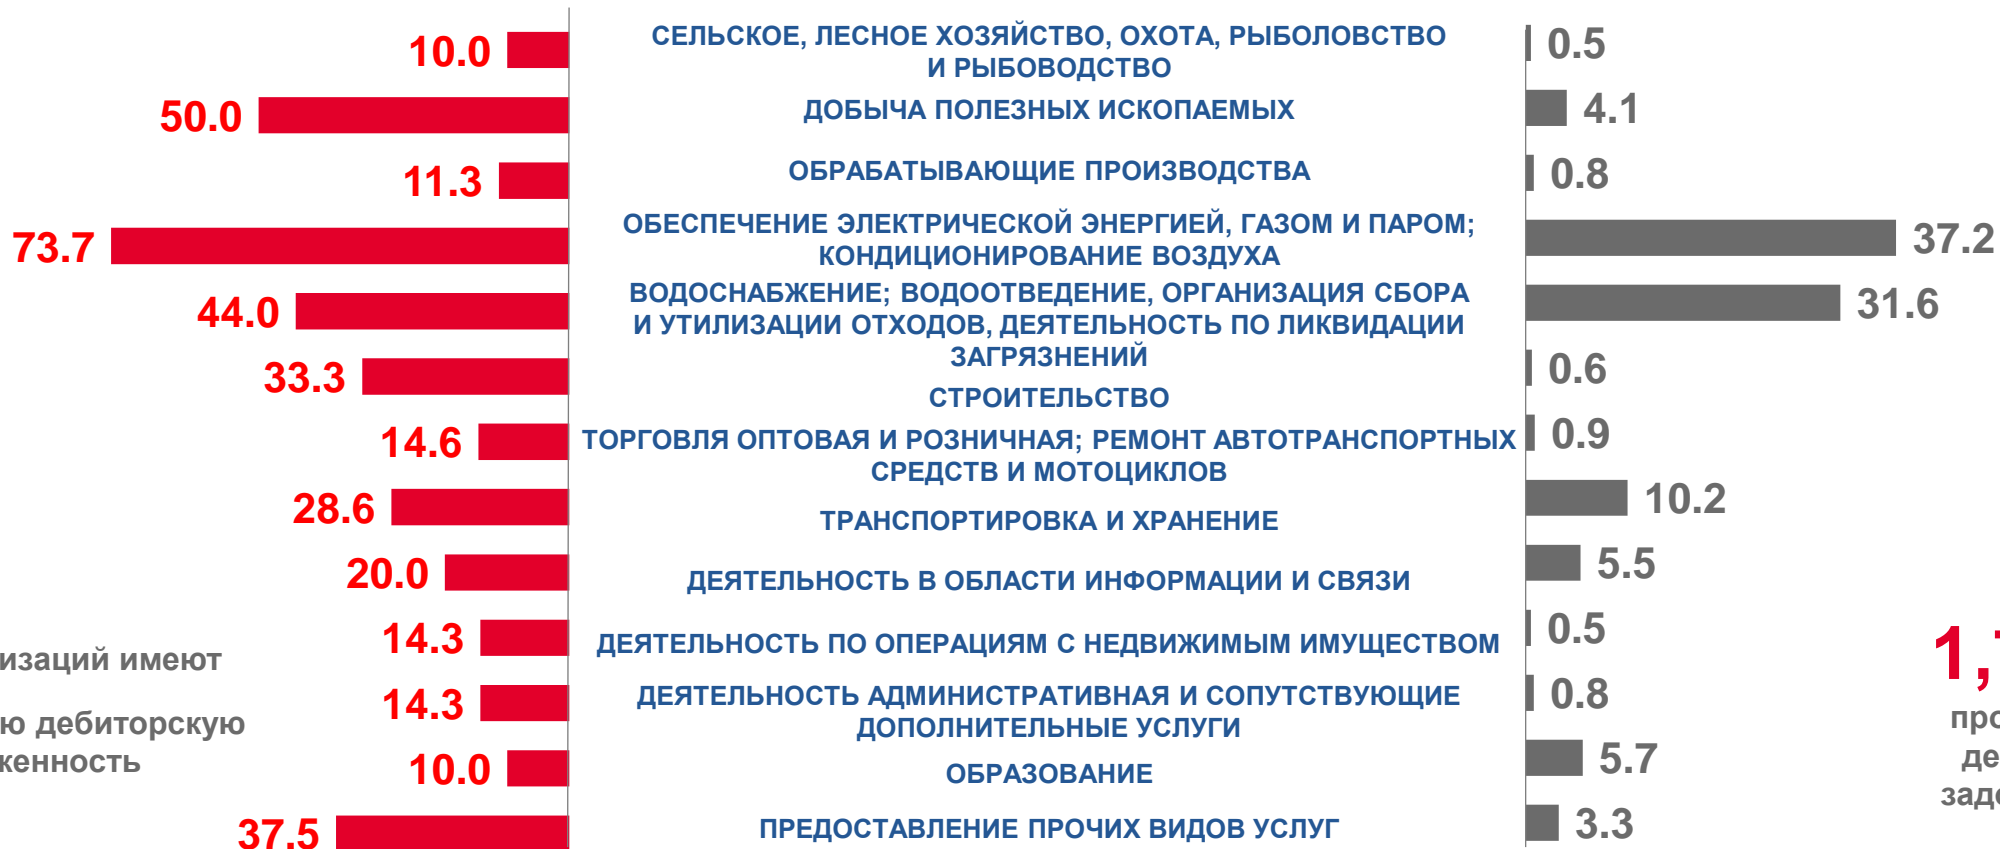 10.0
СЕЛЬСКОЕ, ЛЕСНОЕ ХОЗЯЙСТВО, ОХОТА, РЫБОЛОВСТВО
И РЫБОВОДСТВО
0.5
50.0
ДОБЫЧА ПОЛЕЗНЫХ ИСКОПАЕМЫХ
4.1
11.3
ОБРАБАТЫВАЮЩИЕ ПРОИЗВОДСТВА
0.8
73.7
ОБЕСПЕЧЕНИЕ ЭЛЕКТРИЧЕСКОЙ ЭНЕРГИЕЙ, ГАЗОМ И ПАРОМ;
КОНДИЦИОНИРОВАНИЕ ВОЗДУХА
37.2
44.0
ВОДОСНАБЖЕНИЕ; ВОДООТВЕДЕНИЕ, ОРГАНИЗАЦИЯ СБОРА
И УТИЛИЗАЦИИ ОТХОДОВ, ДЕЯТЕЛЬНОСТЬ ПО ЛИКВИДАЦИИ
ЗАГРЯЗНЕНИЙ
31.6
33.3
СТРОИТЕЛЬСТВО
0.6
14.6
ТОРГОВЛЯ ОПТОВАЯ И РОЗНИЧНАЯ; РЕМОНТ АВТОТРАНСПОРТНЫХ
СРЕДСТВ И МОТОЦИКЛОВ
0.9
28.6
ТРАНСПОРТИРОВКА И ХРАНЕНИЕ
10.2
20.0
ДЕЯТЕЛЬНОСТЬ В ОБЛАСТИ ИНФОРМАЦИИ И СВЯЗИ
5.5
14.3
ДЕЯТЕЛЬНОСТЬ ПО ОПЕРАЦИЯМ С НЕДВИЖИМЫМ ИМУЩЕСТВОМ
0.5
14.3
ДЕЯТЕЛЬНОСТЬ АДМИНИСТРАТИВНАЯ И СОПУТСТВУЮЩИЕ
ДОПОЛНИТЕЛЬНЫЕ УСЛУГИ
0.8
10.0
ОБРАЗОВАНИЕ
5.7
37.5
ПРЕДОСТАВЛЕНИЕ ПРОЧИХ ВИДОВ УСЛУГ
3.3
изаций имеют
ю дебиторскую
женность
1,
про
де
задо